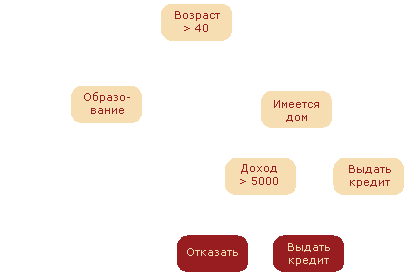 Возраст
> 40
Образо-
вание
Имеется
дом
Доход
> 5000
Выдать
кредит
Отказать
Выдать
кредит